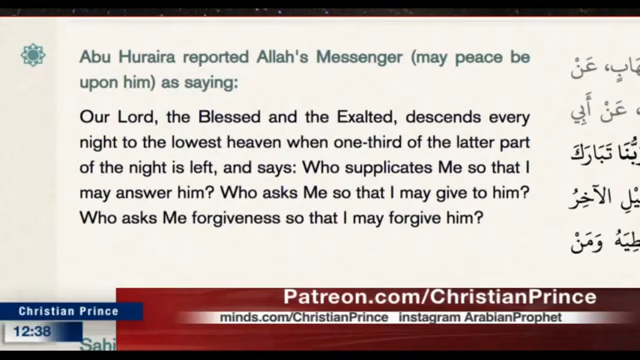 Abu Huraira reported Allah's Messenger (may peace be
upon him) as saying:
Our Lord, the Blessed and the Exalted, descends every
night to the lowest heaven when one-third of the latter part
of the night is left, and says: Who supplicates Me so that I
may answer him? Who asks Me so that I may give to him?
Who asks Me forgiveness so that I may forgive him?
هَابٍ، عَنْ
، عَنْ أَبِي
رَبُّنَا تَبَارَكَ
يْلِ الآخِرُ
طِيَهُ وَمَنْ
Patreon.com/ChristianPrince
Christian Prince
minds.com/ChristianPrince instagram ArabianProphet
12:38
Sahi